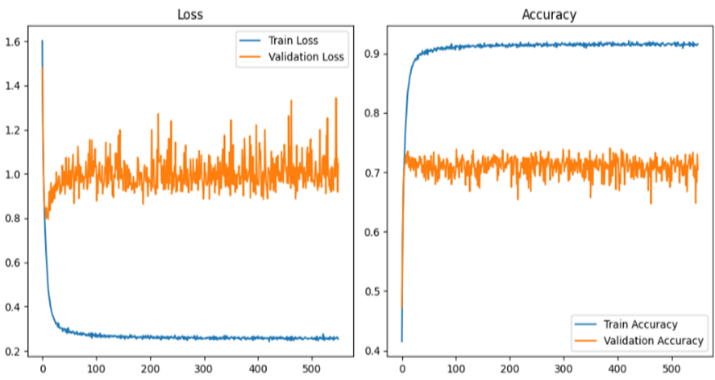 Loss
Train Loss
Validation Loss
1.6
1.4
1.2
1.0
0.8
0.6
0.4
0.2
0 100 200 300 400 500
Accuracy
0.9
0.8
0.7
0.6
0.5
0.4
Train Accuracy
Validation Accuracy
0 100 200 300 400 500